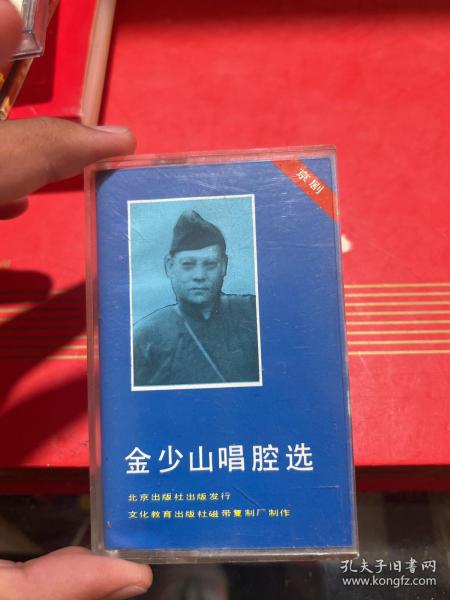 京剧
金少山唱腔选
北京出版社出版发行
文化教育出版社磁带复制厂制作
孔夫子旧书网
www.kongfz.com